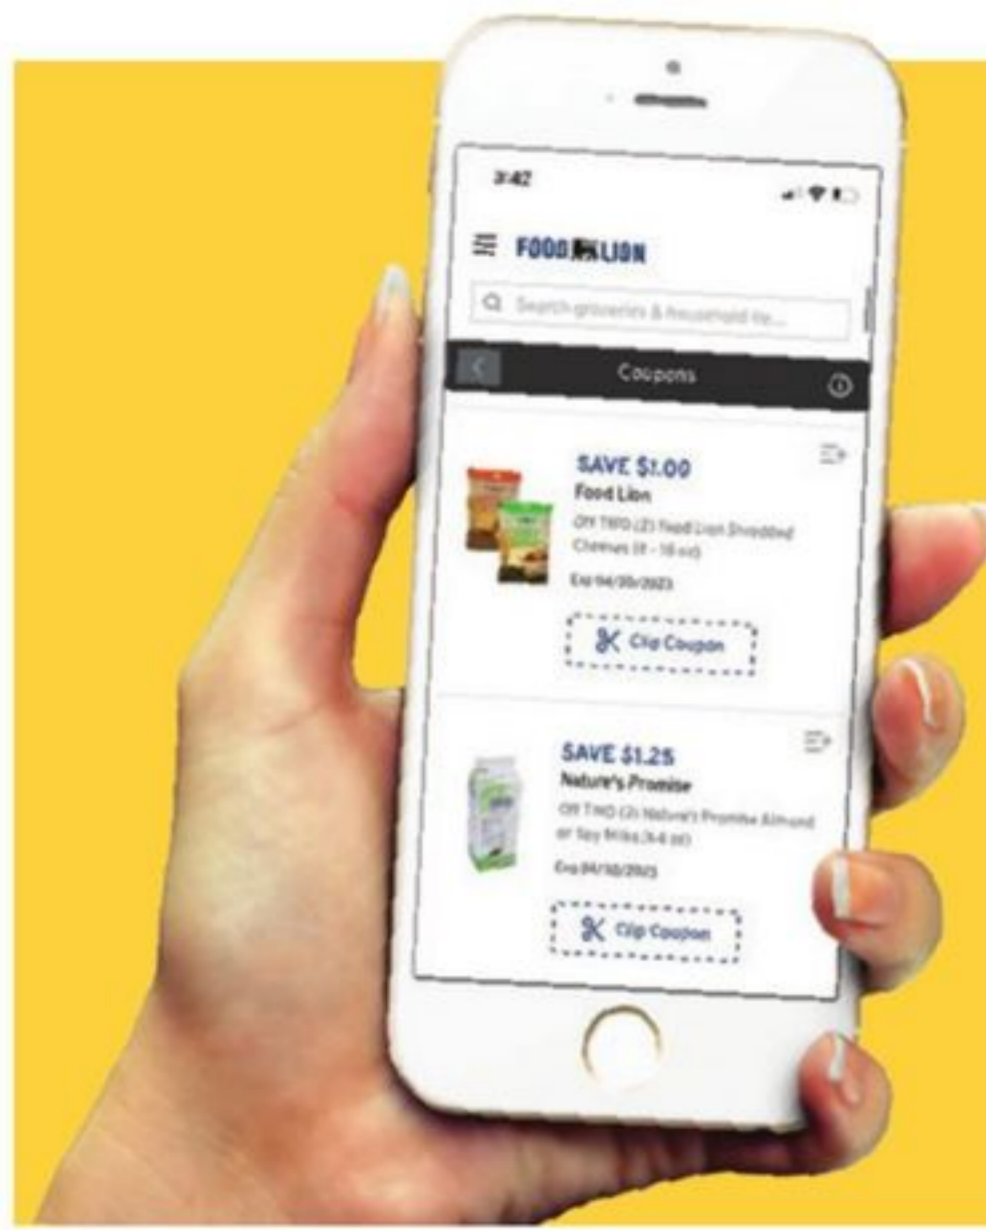 3:42
FOOD LION
Search groceries & household ite...
Coupons
SAVE $1.00
Food Lion
Off TWO (2) Food Lion Shredded
Cheeses
Clip Coupon
SAVE $1.25
Nature's Promise
Off TWO (2) Nature's Promise Almond
or Soy Milks
Clip Coupon